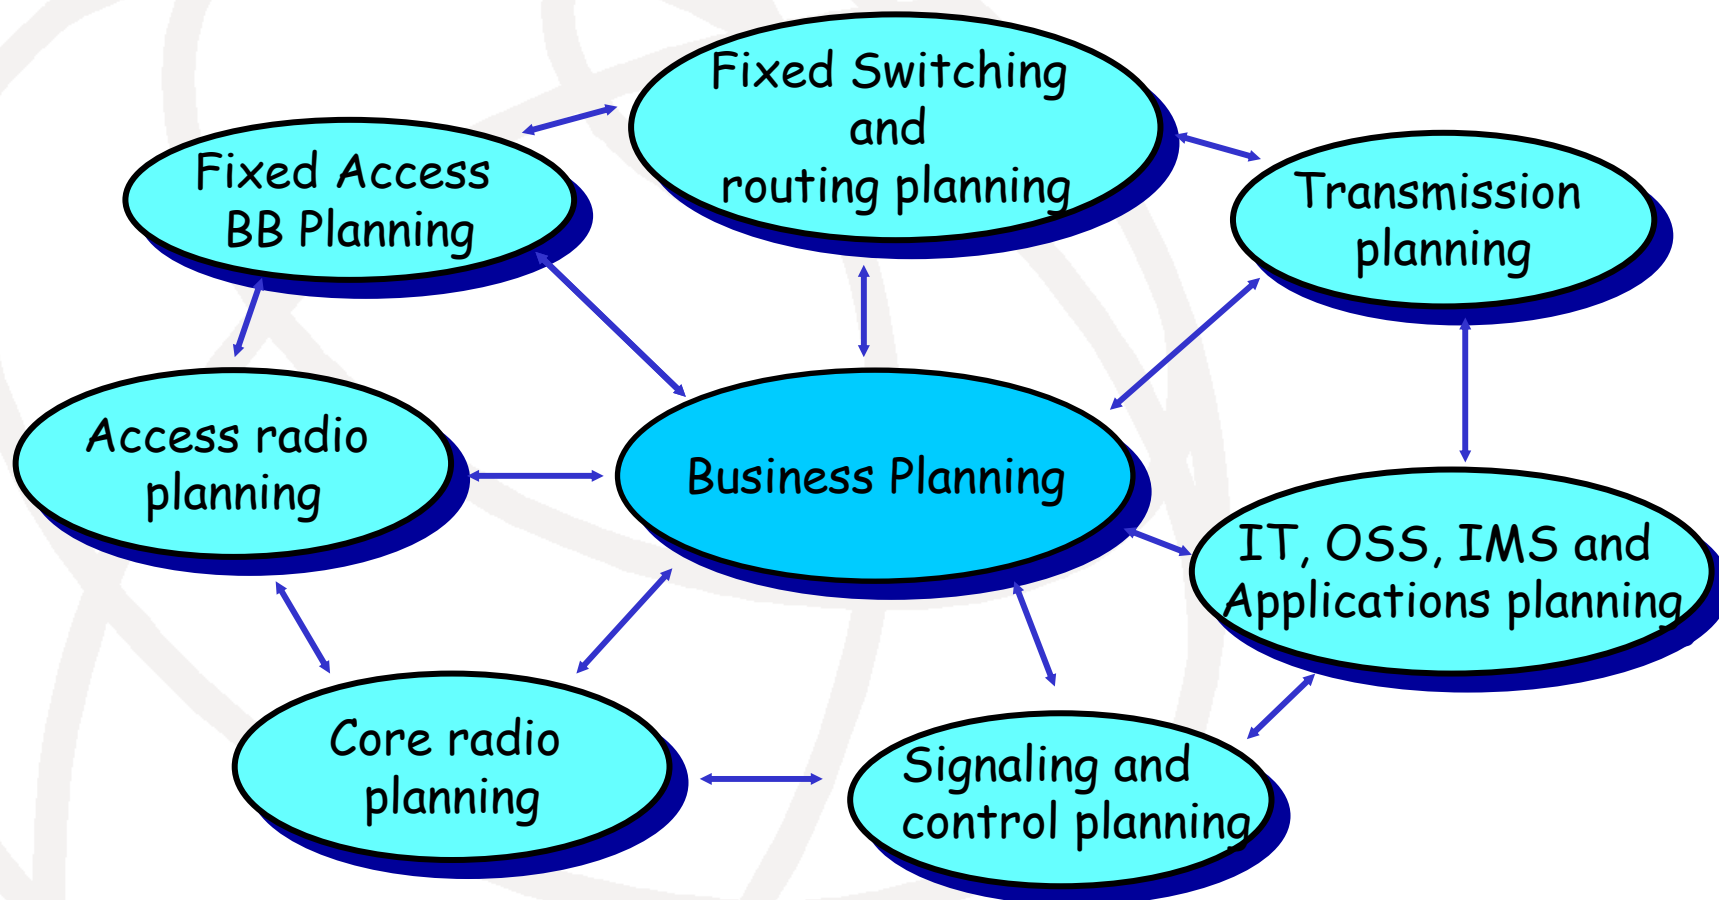 Fixed Switching
and
routing planning
Fixed Access
BB Planning
Transmission
planning
Access radio
planning
Business Planning
IT, OSS, IMS and
Applications planning
Core radio
planning
Signaling and
control planning